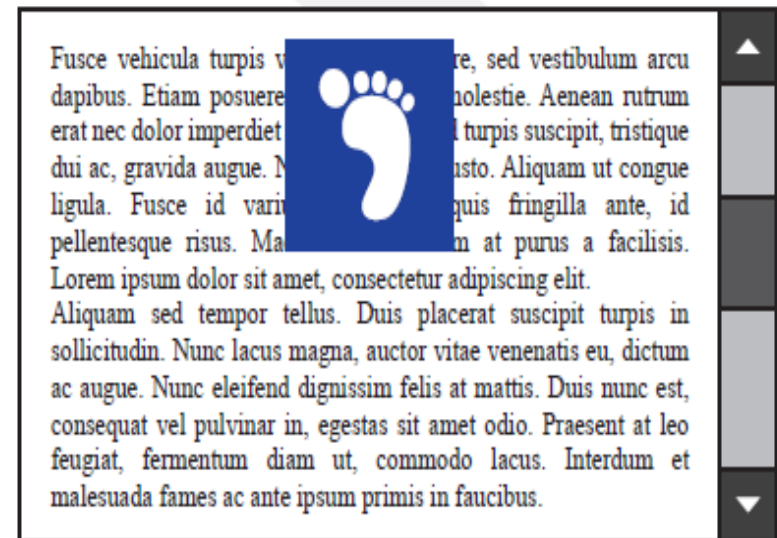 Fusce vehicula turpis sed vestibulum arcu
dapibus. Etiam posuere Aenean rutrum
erat nec dolor imperdiet turpis suscipit, tristique
dui ac, gravida augue. Aliquam ut congue
ligula. Fusce id quis fringilla ante, id
pellentesque risus. at purus a facilisis.
Lorem ipsum dolor sit amet, consectetur adipiscing elit.
Aliquam sed tempor tellus. Duis placerat suscipit turpis in
sollicitudin. Nunc lacus magna, auctor vitae venenatis eu, dictum
ac augue. Nunc eleifend dignissim felis at mattis. Duis nunc est,
consequat vel pulvinar in, egestas sit amet odio. Praesent at leo
feugiat, fermentum diam ut, commodo lacus. Interdum et
malesuada fames ac ante ipsum primis in faucibus.